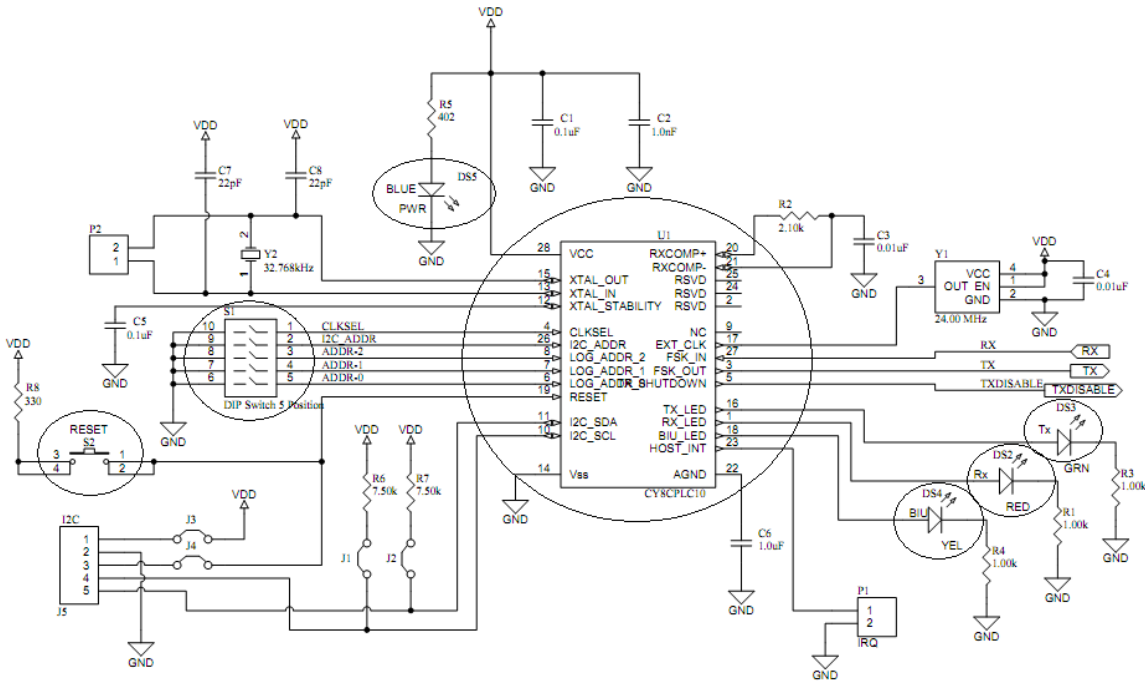 VDD
R5
402
C1
0.1uF
C2
1.0nF
GND
GND
VDD
VDD
C7
22pF
C8
22pF
BLUE
DS5
PWR
GND
P2
2
1
2
Y2
1
32.768kHz
C5
0.1uF
GND
S1
10
9
8
7
6
1
2
3
4
5
CLKSEL
I2C_ADDR
ADDR-2
ADDR-1
ADDR-0
DIP Switch 5 Position
GND
VDD
R8
330
RESET
S2
3
4
1
2
U1
28
VCC
15
XTAL_OUT
13
XTAL_IN
12
XTAL_STABILITY
4
CLKSEL
26
I2C_ADDR
8
LOG_ADDR_2
7
LOG_ADDR_1
6
19
RESET
11
I2C_SDA
10
I2C_SCL
14
Vss
RXCOMP+
20
RXCOMP-
21
RSVD
25
RSVD
24
RSVD
2
NC
9
EXT_CLK
17
FSK_IN
27
FSK_OUT
3
SHUTDOWN
5
TX_LED
16
RX_LED
1
BIU_LED
18
HOST_INT
23
AGND
22
CY8CPLC10
GND
R2
2.10k
C3
0.01uF
GND
Y1
3
VCC
4
OUT EN
1
GND
2
24.00 MHz
VDD
C4
0.01uF
GND
RX
RX
TX
TX
TXDISABLE
TXDISABLE
DS3
Tx
GRN
R3
1.00k
GND
DS2
Rx
RED
R1
1.00k
GND
DS4
BIU
YEL
R4
1.00k
GND
C6
1.0uF
GND
P1
1
2
IRQ
GND
VDD
VDD
R6
7.50k
R7
7.50k
J1
J2
I2C
1
2
3
4
5
J5
J3
J4
VDD
GND